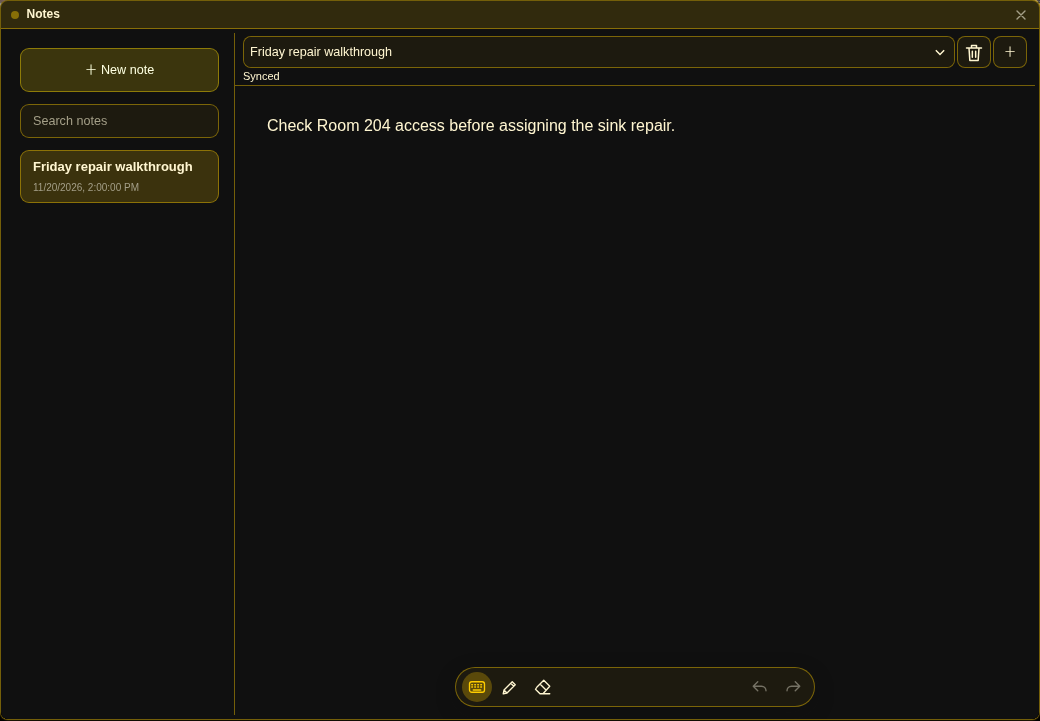 Notes
New note
Search notes
Friday repair walkthrough
11/20/2026, 2:00:00 PM
Friday repair walkthrough
Synced
Check Room 204 access before assigning the sink repair.